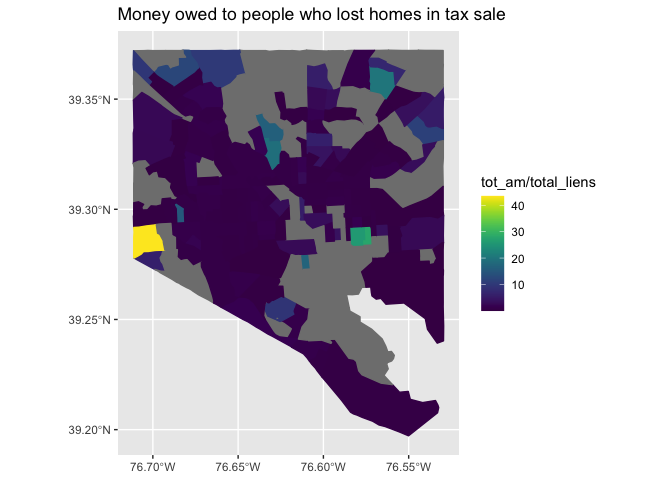 Money owed to people who lost homes in tax sale
39.35°N
39.30°N
39.25°N
39.20°N
76.70°W
76.65°W
76.60°W
76.55°W
tot_am/total_liens
40
30
20
10